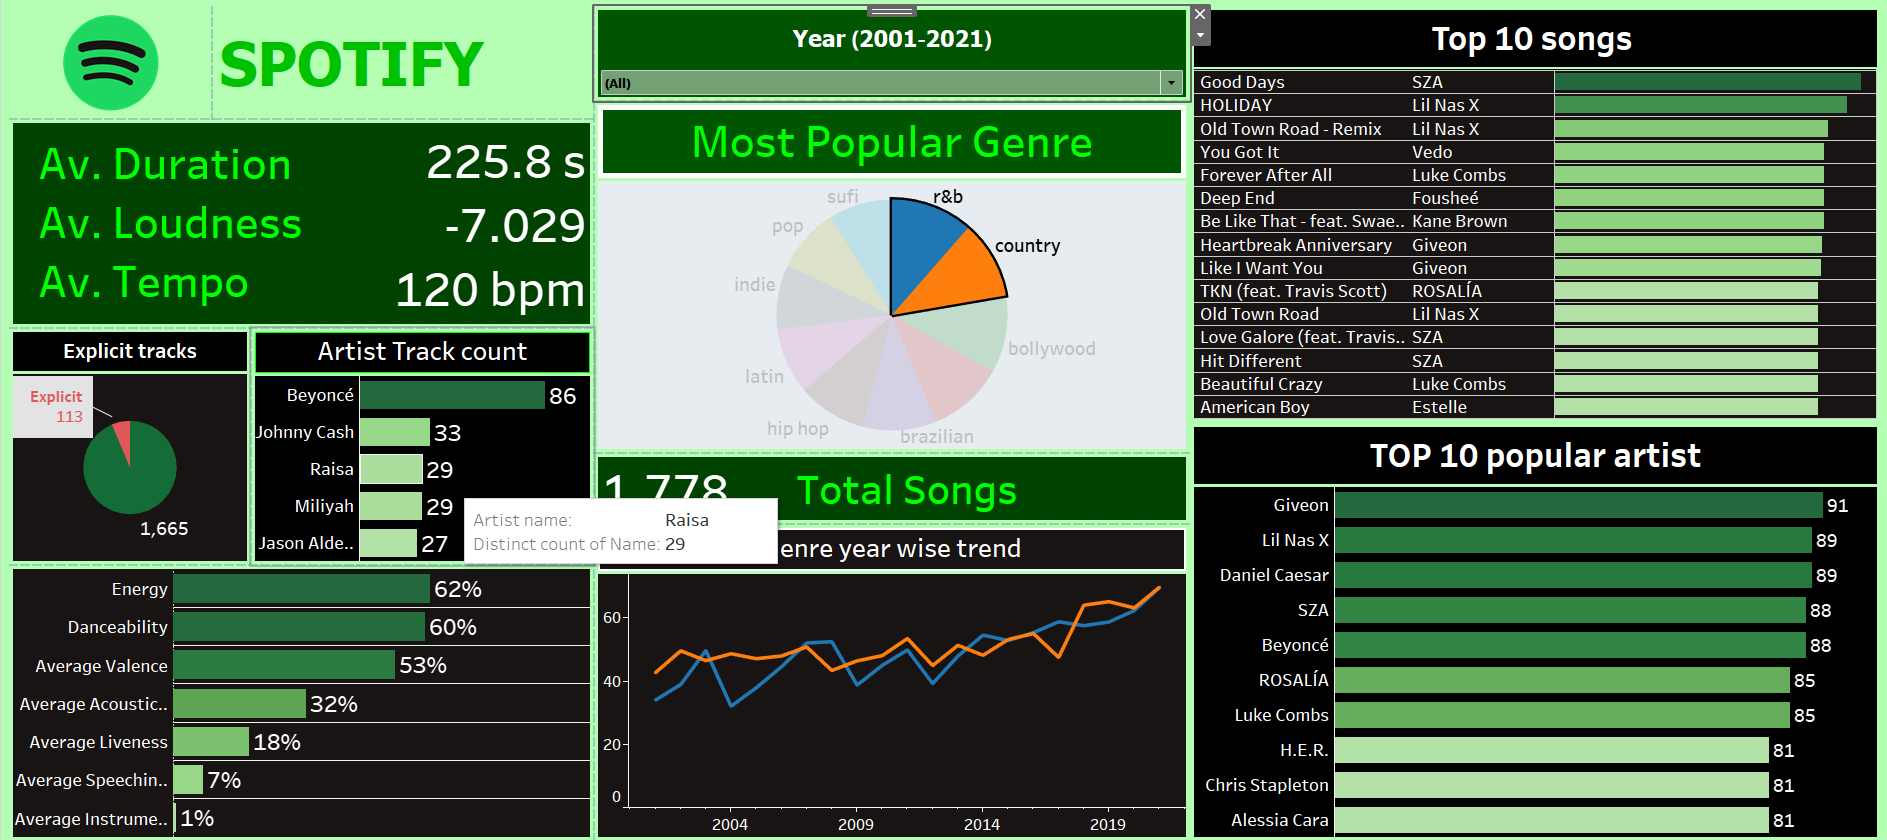 SPOTIFY
Year (2001-2021)
(All)
Av. Duration 225.8 s
Av. Loudness -7.029
Av. Tempo 120 bpm
Explicit tracks
Explicit
113
1,665
Artist Track count
Beyoncé 86
Johnny Cash 33
Raisa 29
Miliyah 29
Jason Alde.. 27
Artist name: Raisa
Distinct count of Name: 29
Energy 62%
Danceability 60%
Average Valence 53%
Average Acoustic.. 32%
Average Liveness 18%
Average Speechin.. 7%
Average Instrume.. 1%
Most Popular Genre
r&b
country
bollywood
brazilian
hip hop
latin
indie
pop
sufi
1,778 Total Songs
enre year wise trend
60
40
20
0
2004 2009 2014 2019
Top 10 songs
Good Days SZA
HOLIDAY Lil Nas X
Old Town Road - Remix Lil Nas X
You Got It Vedo
Forever After All Luke Combs
Deep End Fousheé
Be Like That - feat. Swae.. Kane Brown
Heartbreak Anniversary Giveon
Like I Want You Giveon
TKN (feat. Travis Scott) ROSALÍA
Old Town Road Lil Nas X
Love Galore (feat. Travis.. SZA
Hit Different SZA
Beautiful Crazy Luke Combs
American Boy Estelle
TOP 10 popular artist
Giveon 91
Lil Nas X 89
Daniel Caesar 89
SZA 88
Beyoncé 88
ROSALÍA 85
Luke Combs 85
H.E.R. 81
Chris Stapleton 81
Alessia Cara 81